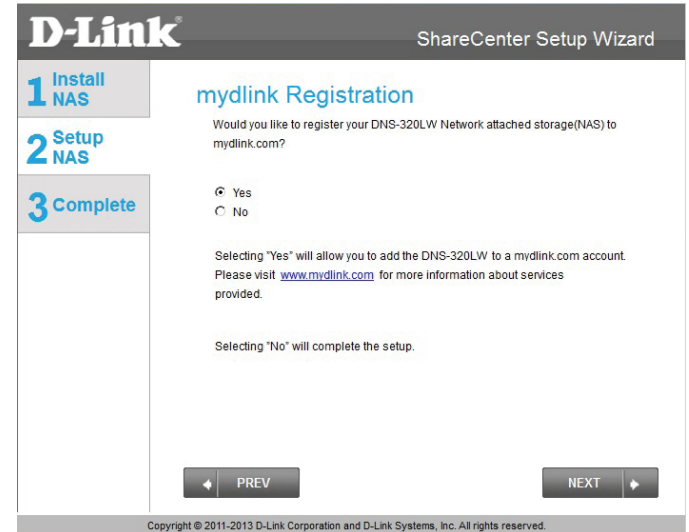 D-Link®
ShareCenter Setup Wizard
1 Install
NAS
2 Setup
NAS
3 Complete
mydlink Registration
Would you like to register your DNS-320LW Network attached storage(NAS) to
mydlink.com?
Yes
No
Selecting "Yes" will allow you to add the DNS-320LW to a mydlink.com account.
Please visit www.mydlink.com for more information about services
provided.
Selecting "No" will complete the setup.
PREV
NEXT
Copyright © 2011-2013 D-Link Corporation and D-Link Systems, Inc. All rights reserved.